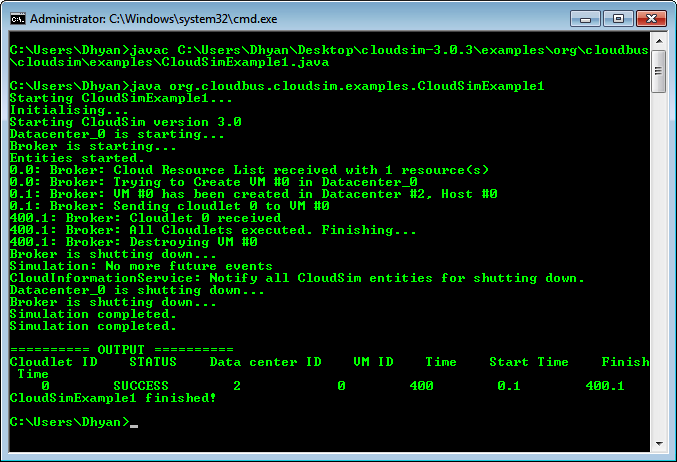 Administrator: C:\Windows\system32\cmd.exe
C:\Users\Dhyan>javac C:\Users\Dhyan\Desktop\cloudsim-3.0.3\examples\org\cloudbus
\cloudsim\examples\CloudSimExample1.java
C:\Users\Dhyan>java org.cloudbus.cloudsim.examples.CloudSimExample1
Starting CloudSimExample1...
Initialising...
Starting CloudSim version 3.0
Datacenter_0 is starting...
Broker is starting...
Entities started.
0.0: Broker: Cloud Resource List received with 1 resource(s)
0.0: Broker: Trying to Create VM #0 in Datacenter_0
0.1: Broker: VM #0 has been created in Datacenter #2, Host #0
0.1: Broker: Sending cloudlet 0 to VM #0
400.1: Broker: Cloudlet 0 received
400.1: Broker: All Cloudlets executed. Finishing...
400.1: Broker: Destroying VM #0
Broker is shutting down...
Simulation: No more future events
CloudInformationService: Notify all CloudSim entities for shutting down.
Datacenter_0 is shutting down...
Broker is shutting down...
Simulation completed.
Simulation completed.
========== OUTPUT ==========
Cloudlet ID    STATUS    Data center ID    VM ID    Time    Start Time    Finish
 Time
    0        SUCCESS        2            0        400        0.1        400.1
CloudSimExample1 finished!
C:\Users\Dhyan>_